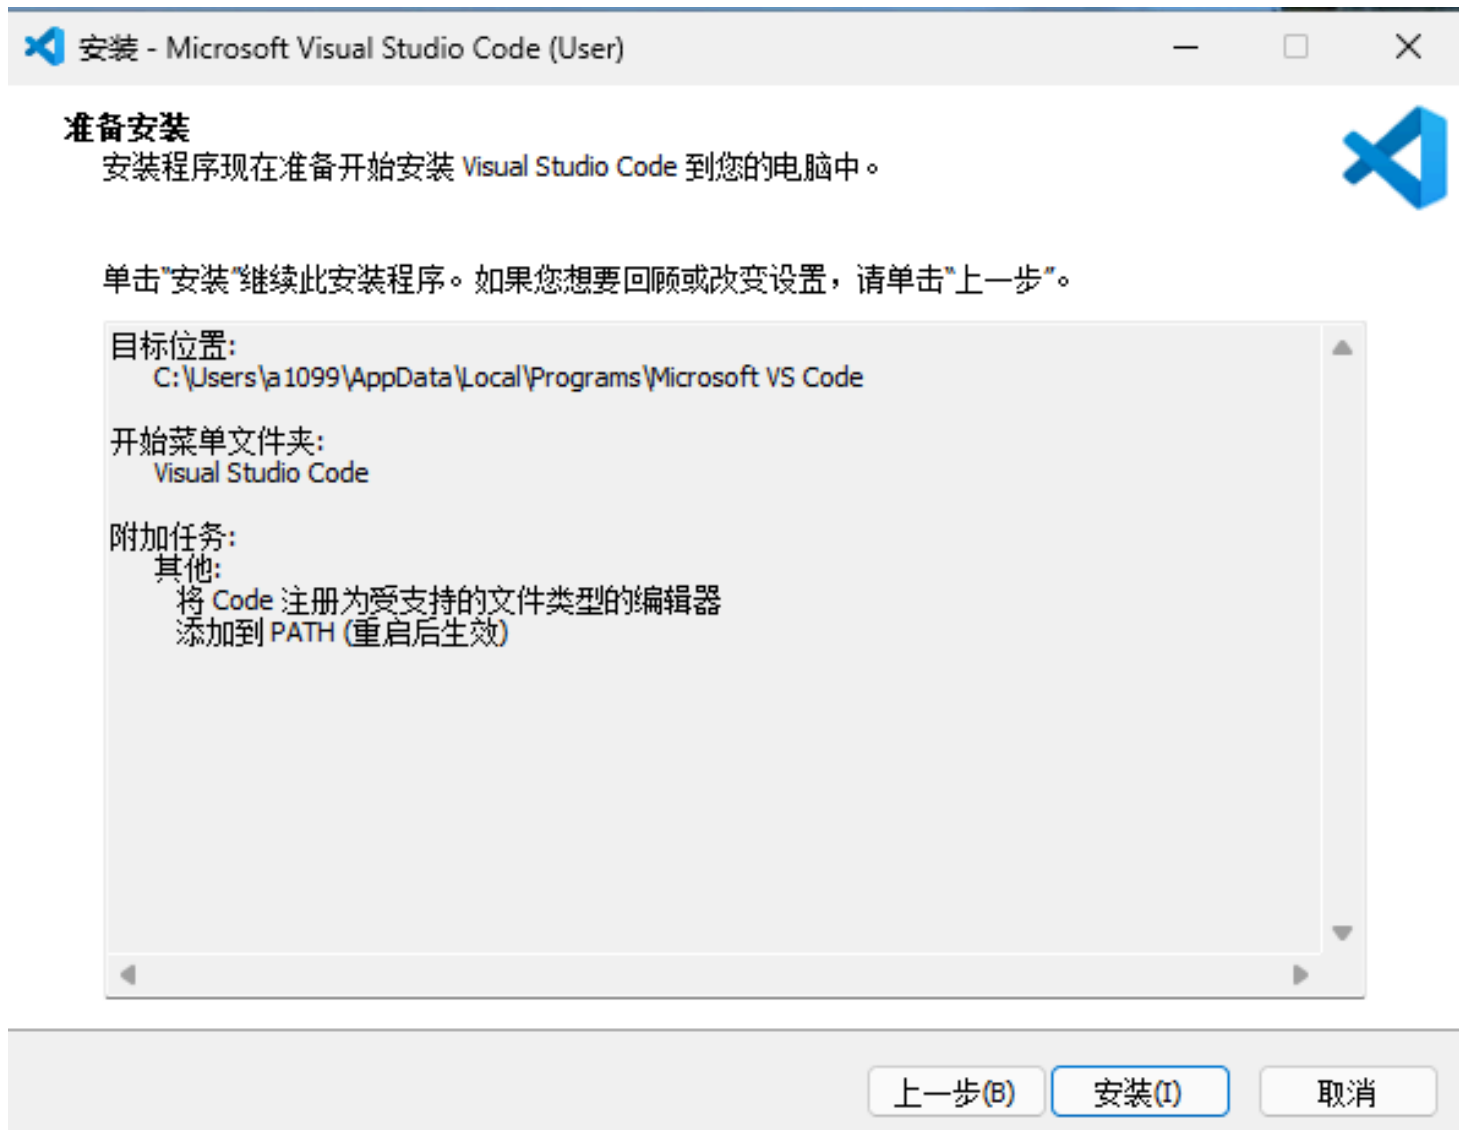 安装 - Microsoft Visual Studio Code (User)
准备安装
安装程序现在准备开始安装 Visual Studio Code 到您的电脑中。
单击"安装"继续此安装程序。如果您想要回顾或改变设置，请单击"上一步"。
目标位置:
C:\Users\a1099\AppData\Local\Programs\Microsoft VS Code
开始菜单文件夹:
Visual Studio Code
附加任务:
其他:
将 Code 注册为受支持的文件类型的编辑器
添加到 PATH (重启后生效)
上一步(B)
安装(I)
取消